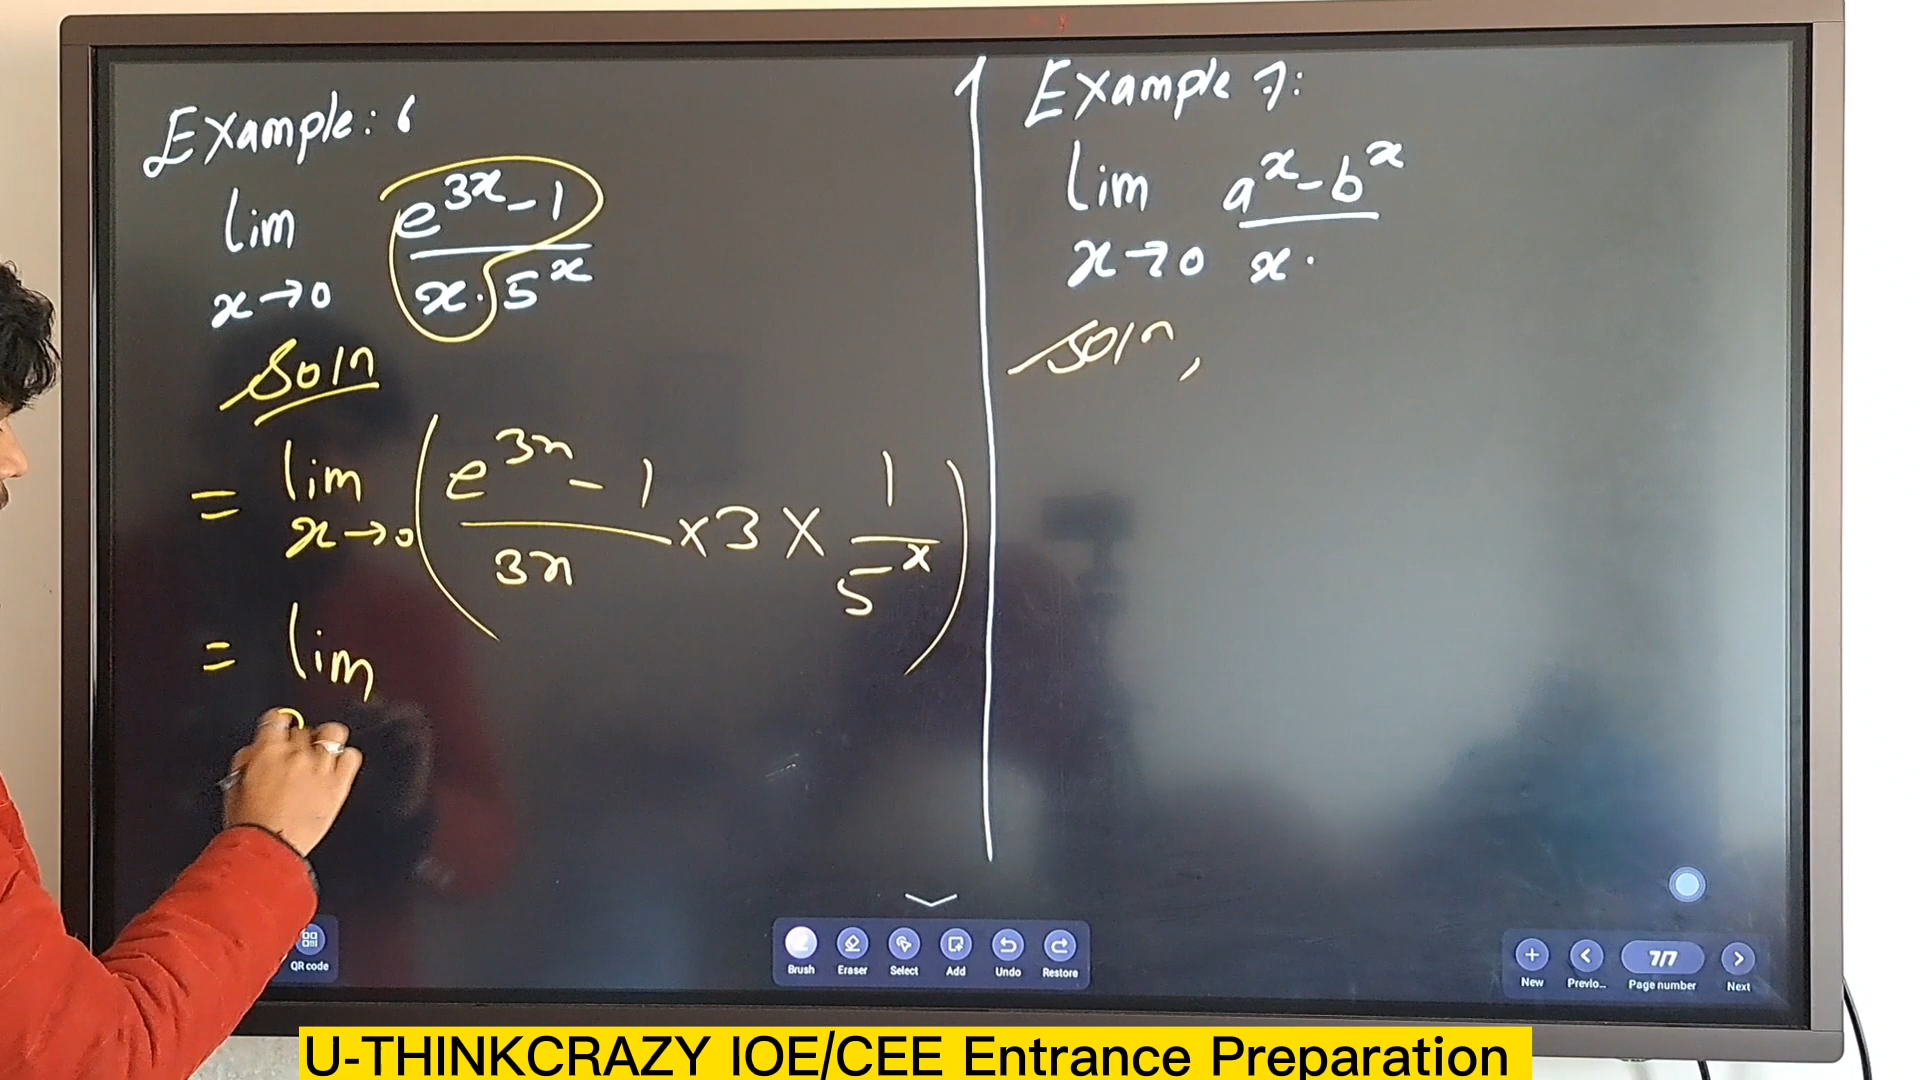 Example: 6
lim e^{3x} - 1
x→0 x. 5^x
Soln
= lim ( e^{3x} - 1 / 3x × 3 × 1 / 5^x )
x→0
= lim
Example 7:
lim a^x - b^x
x→0 x.
Soln,
QR code
Brush Eraser Select Add Undo Restore
New Previo... 7/7 Page number Next
U-THINKCRAZY IOE/CEE Entrance Preparation